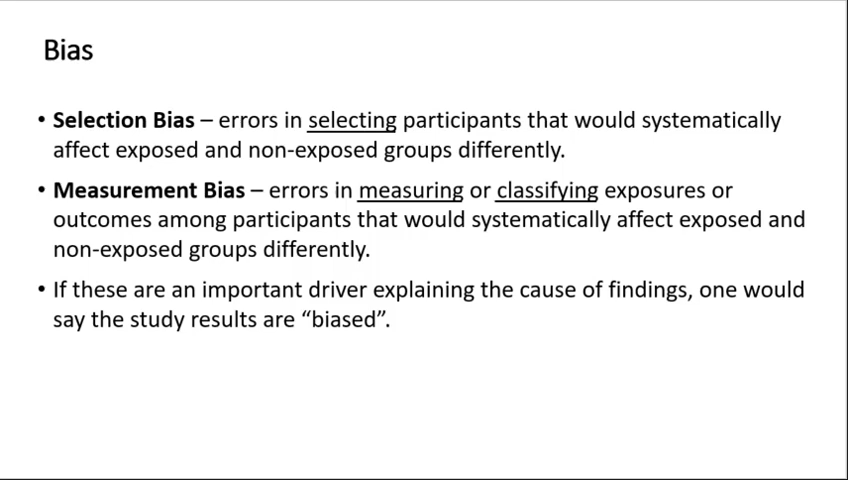 Bias
• Selection Bias – errors in selecting participants that would systematically
affect exposed and non-exposed groups differently.
• Measurement Bias – errors in measuring or classifying exposures or
outcomes among participants that would systematically affect exposed and
non-exposed groups differently.
• If these are an important driver explaining the cause of findings, one would
say the study results are “biased”.